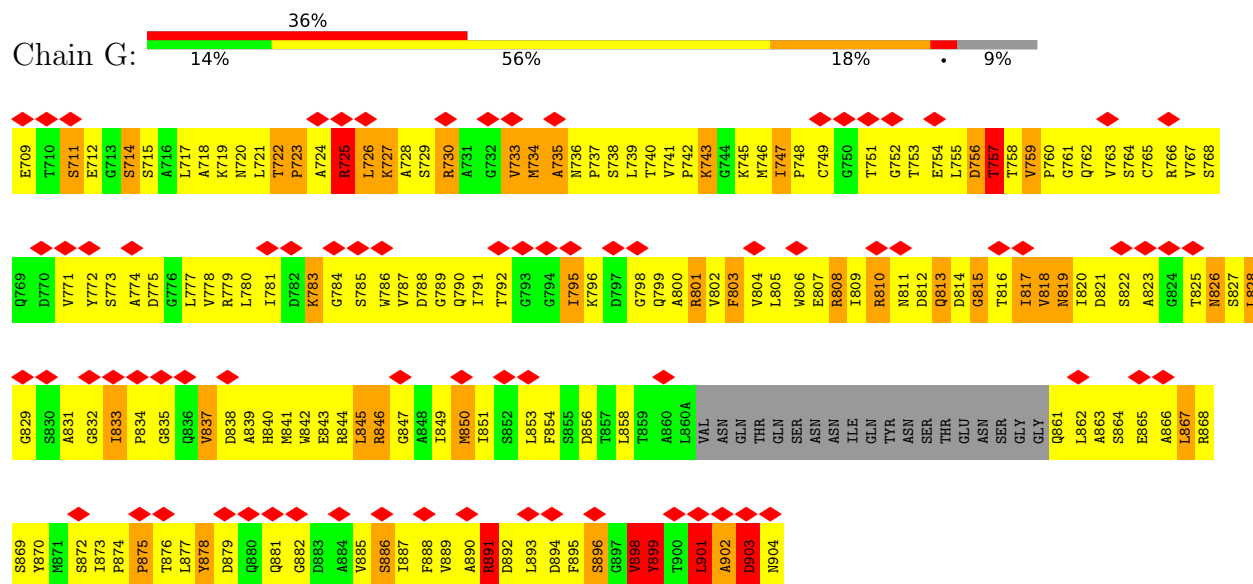 36%
Chain G:
14% 56% 18% • 9%
E709 T710 S711 E712 G713 S714 S715 A716 L717 A718 K719 N720 L721 T722 P723 A724 R725 L726 K727 A728 S729 R730 A731 G732 V733 M734 A735 N736 P737 S738 L739 T740 V741 P742 K743 G744 K745 M746 I747 P748 C749 G750 T751 G752 T753 E754 L755 D756 T757 T758 V759 P760 G761 Q762 V763 S764 C765 R766 V767 S768
Q769 D770 V771 Y772 S773 A774 D775 G776 L777 V778 R779 L780 I781 D782 K783 G784 S785 W786 V787 D788 G789 Q790 I791 T792 G793 G794 I795 K796 D797 G798 Q799 A800 R801 V802 F803 V804 L805 W806 E807 R808 I809 R810 N811 D812 Q813 D814 G815 T816 I817 V818 N819 I820 D821 S822 A823 G824 T825 N826 S827 L828
G829 S830 A831 G832 I833 P834 G835 Q836 V837 D838 A839 H840 M841 W842 E843 R844 L845 R846 G847 A848 I849 M850 I851 S852 L853 F854 S855 D856 T857 L858 T859 A860 L860A VAL ASN GLN THR GLN SER ASN ASN ILE GLN TYR ASN SER THR GLU ASN SER GLY GLY Q861 L862 A863 S864 E865 A866 L867 R868
S869 Y870 M871 S872 I873 P874 P875 T876 L877 Y878 D879 Q880 Q881 G882 D883 A884 V885 S886 I887 F888 V889 A890 R891 D892 L893 D894 F895 S896 G897 V898 Y899 T900 L901 A902 D903 N904